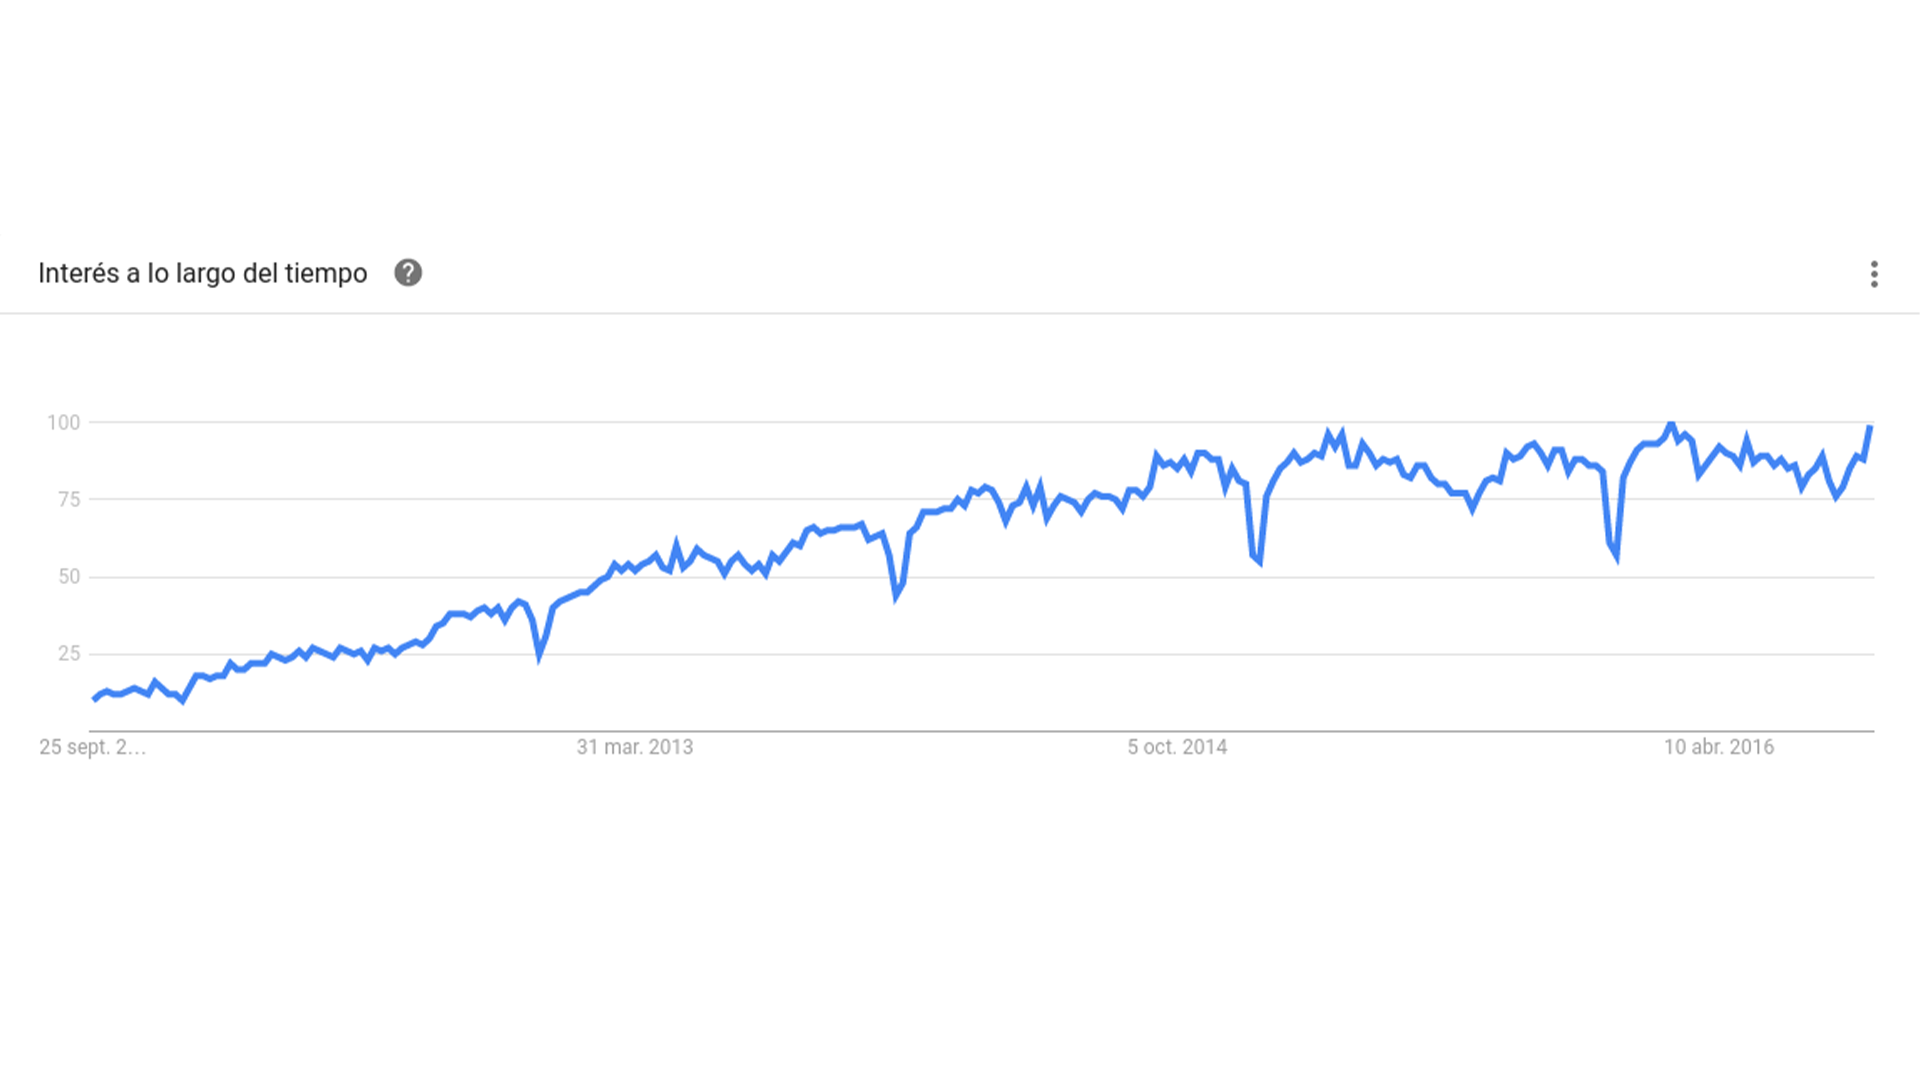 Interés a lo largo del tiempo ?
100
75
50
25
25 sept. 2...
31 mar. 2013
5 oct. 2014
10 abr. 2016